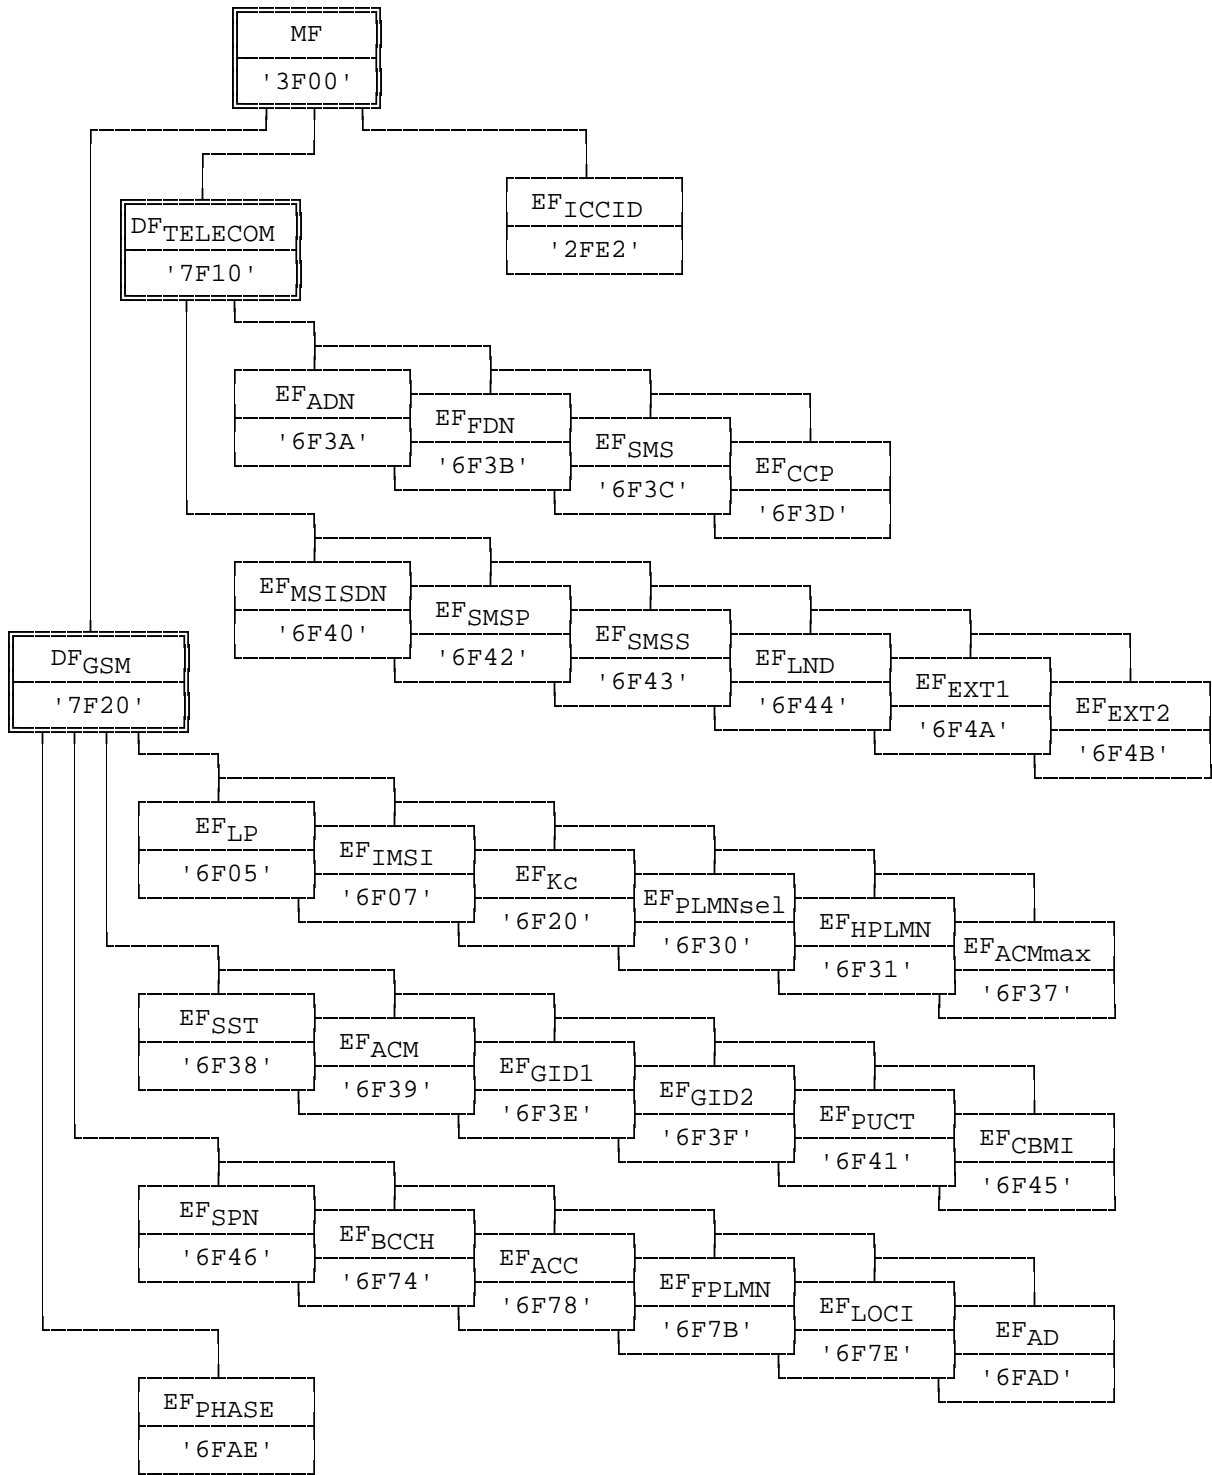 MF
'3F00'
EFICCID
'2FE2'
DFTELECOM
'7F10'
EFADN
'6F3A'
EFFDN
'6F3B'
EFSMS
'6F3C'
EFCCP
'6F3D'
EFMSISDN
'6F40'
EFSMSP
'6F42'
EFSMSS
'6F43'
EFLND
'6F44'
EFEXT1
'6F4A'
EFEXT2
'6F4B'
DFGSM
'7F20'
EFLP
'6F05'
EFIMSI
'6F07'
EFKc
'6F20'
EFPLMNsel
'6F30'
EFHPLMN
'6F31'
EFACMmax
'6F37'
EFSST
'6F38'
EFACM
'6F39'
EFGID1
'6F3E'
EFGID2
'6F3F'
EFPUCT
'6F41'
EFCBMI
'6F45'
EFSPN
'6F46'
EFBCCH
'6F74'
EFACC
'6F78'
EFFPLMN
'6F7B'
EFLOCI
'6F7E'
EFAD
'6FAD'
EFPHASE
'6FAE'